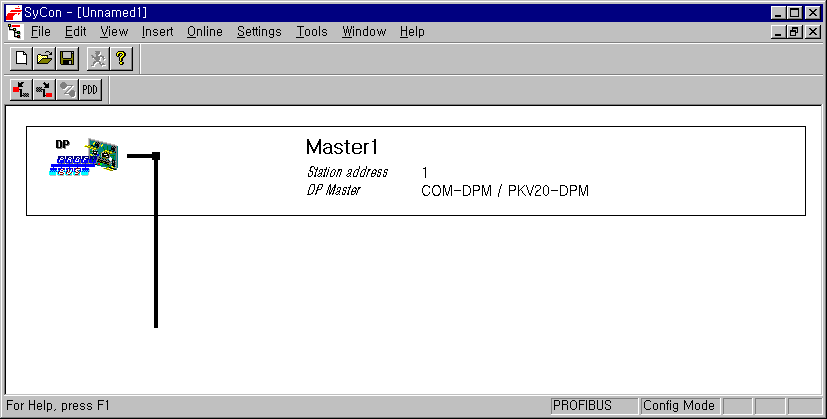 SyCon - [Unnamed1]
File Edit View Insert Online Settings Tools Window Help
?
PDD
DP
Master1
Station address 1
DP Master COM-DPM / PKV20-DPM
For Help, press F1 PROFIBUS Config Mode